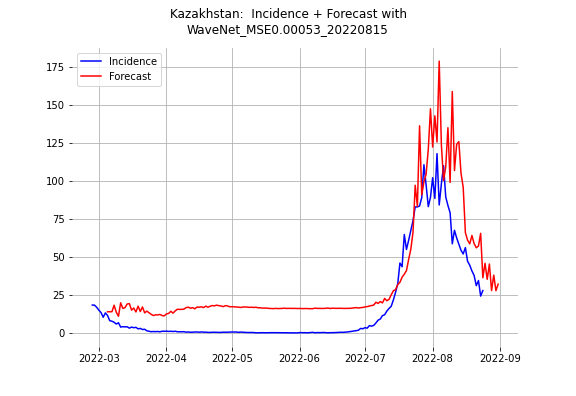 Kazakhstan:  Incidence + Forecast with
WaveNet_MSE0.00053_20220815
Incidence
Forecast
175
150
125
100
75
50
25
0
2022-03 2022-04 2022-05 2022-06 2022-07 2022-08 2022-09